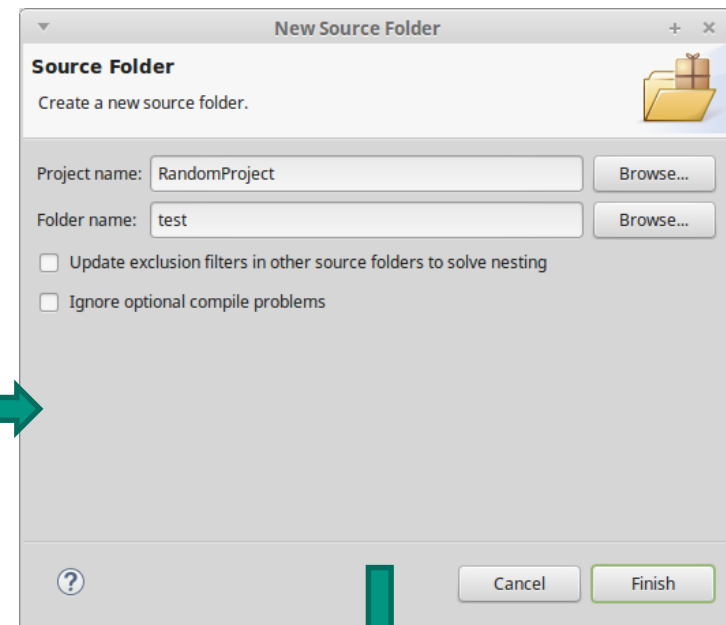 New Source Folder
Source Folder
Create a new source folder.
Project name: RandomProject Browse...
Folder name: test Browse...
Update exclusion filters in other source folders to solve nesting
Ignore optional compile problems
? Cancel Finish